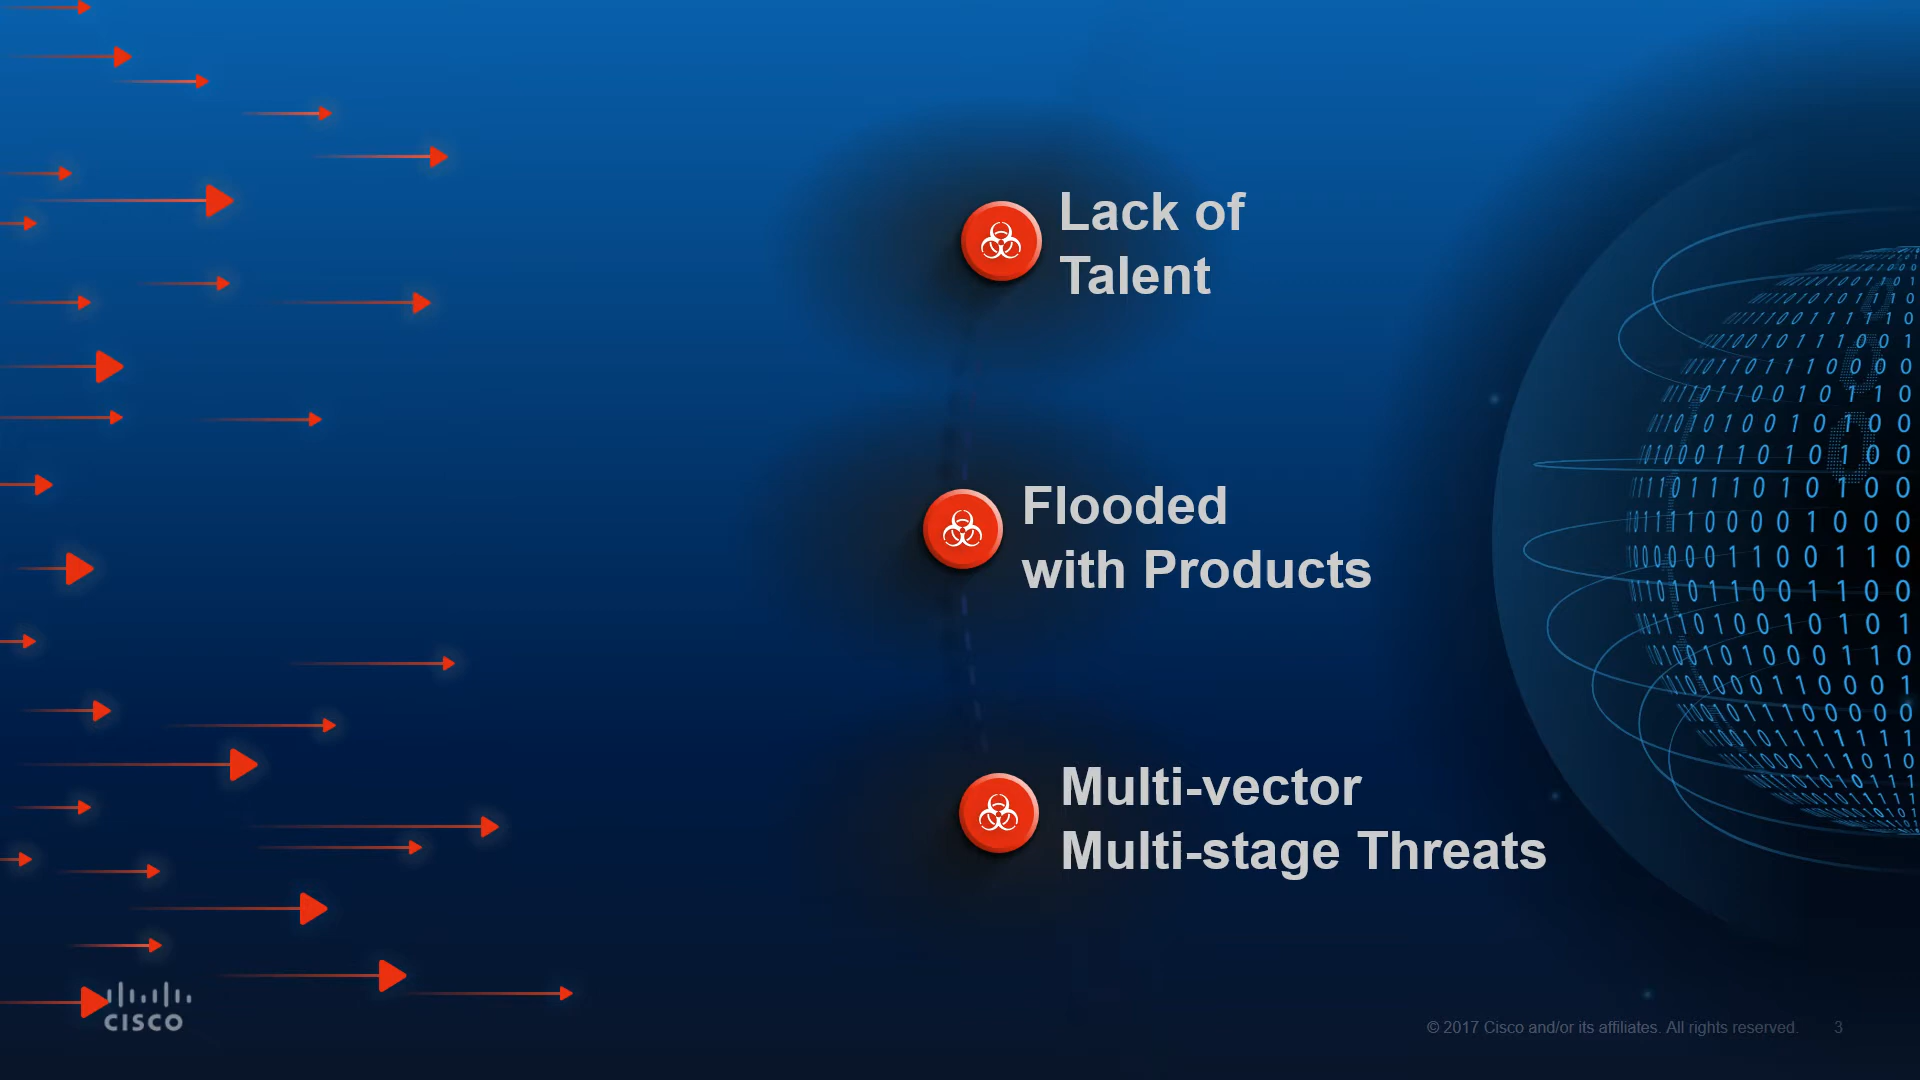 Lack of
Talent
Flooded
with Products
Multi-vector
Multi-stage Threats
CISCO
© 2017 Cisco and/or its affiliates. All rights reserved. 3